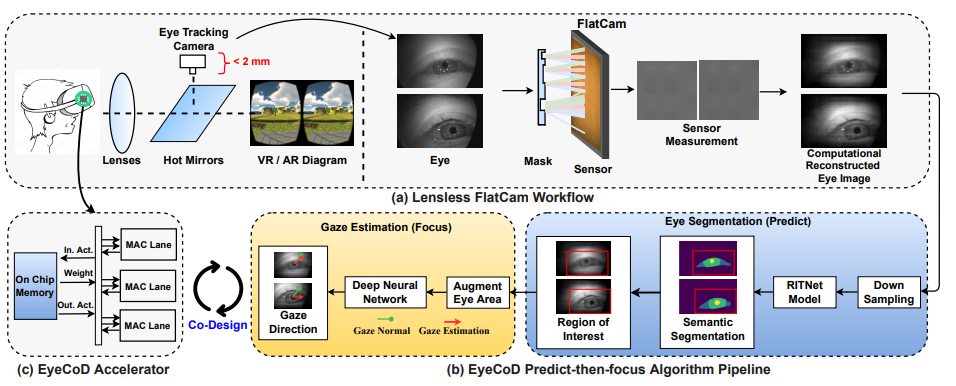 Eye Tracking
Camera
< 2 mm
Lenses
Hot Mirrors
VR / AR Diagram
Eye
FlatCam
Mask
Sensor
Sensor
Measurement
Computational
Reconstructed
Eye Image
(a) Lensless FlatCam Workflow
On Chip
Memory
In. Act.
Weight
Out. Act.
MAC Lane
MAC Lane
MAC Lane
(c) EyeCoD Accelerator
Co-Design
Gaze Estimation (Focus)
Gaze
Direction
Deep Neural
Network
Augment
Eye Area
Gaze Normal
Gaze Estimation
Eye Segmentation (Predict)
Region of
Interest
Semantic
Segmentation
RITNet
Model
Down
Sampling
(b) EyeCoD Predict-then-focus Algorithm Pipeline